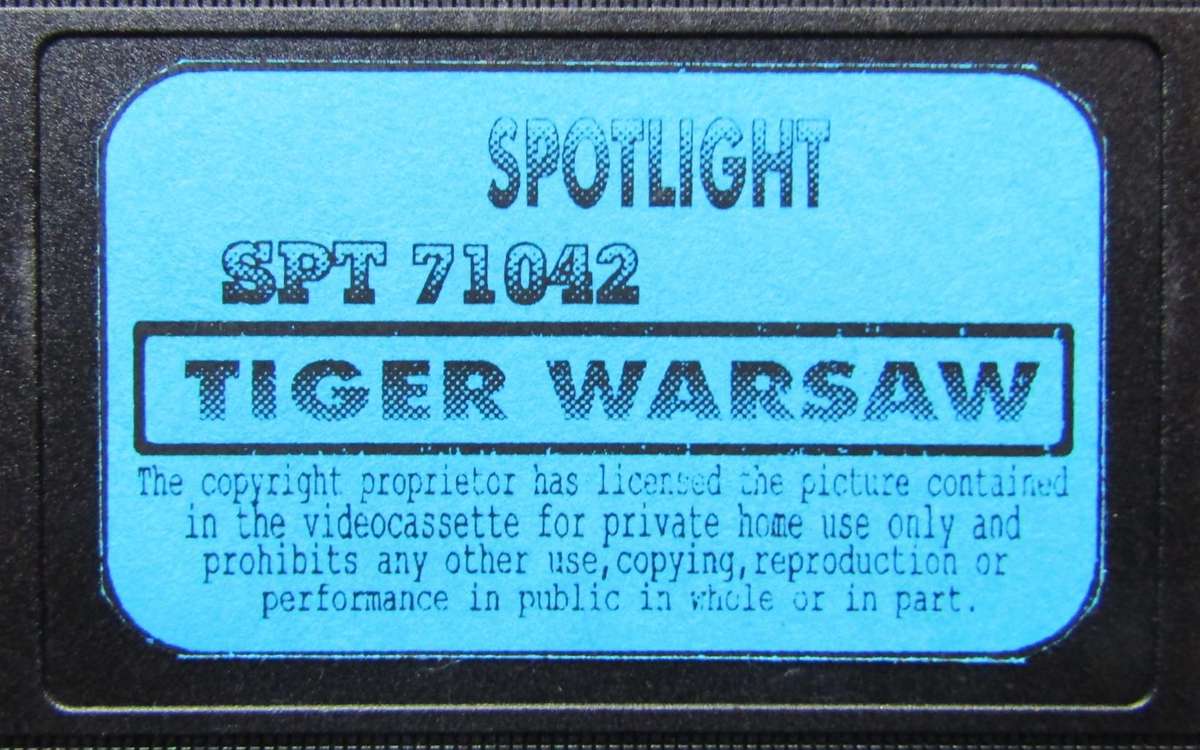 SPOTLIGHT
SPT 71042
TIGER WARSAW
The copyright proprietor has licensed the picture contained
in the videocassette for private home use only and
prohibits any other use,copying,reproduction or
performance in public in whole or in part.